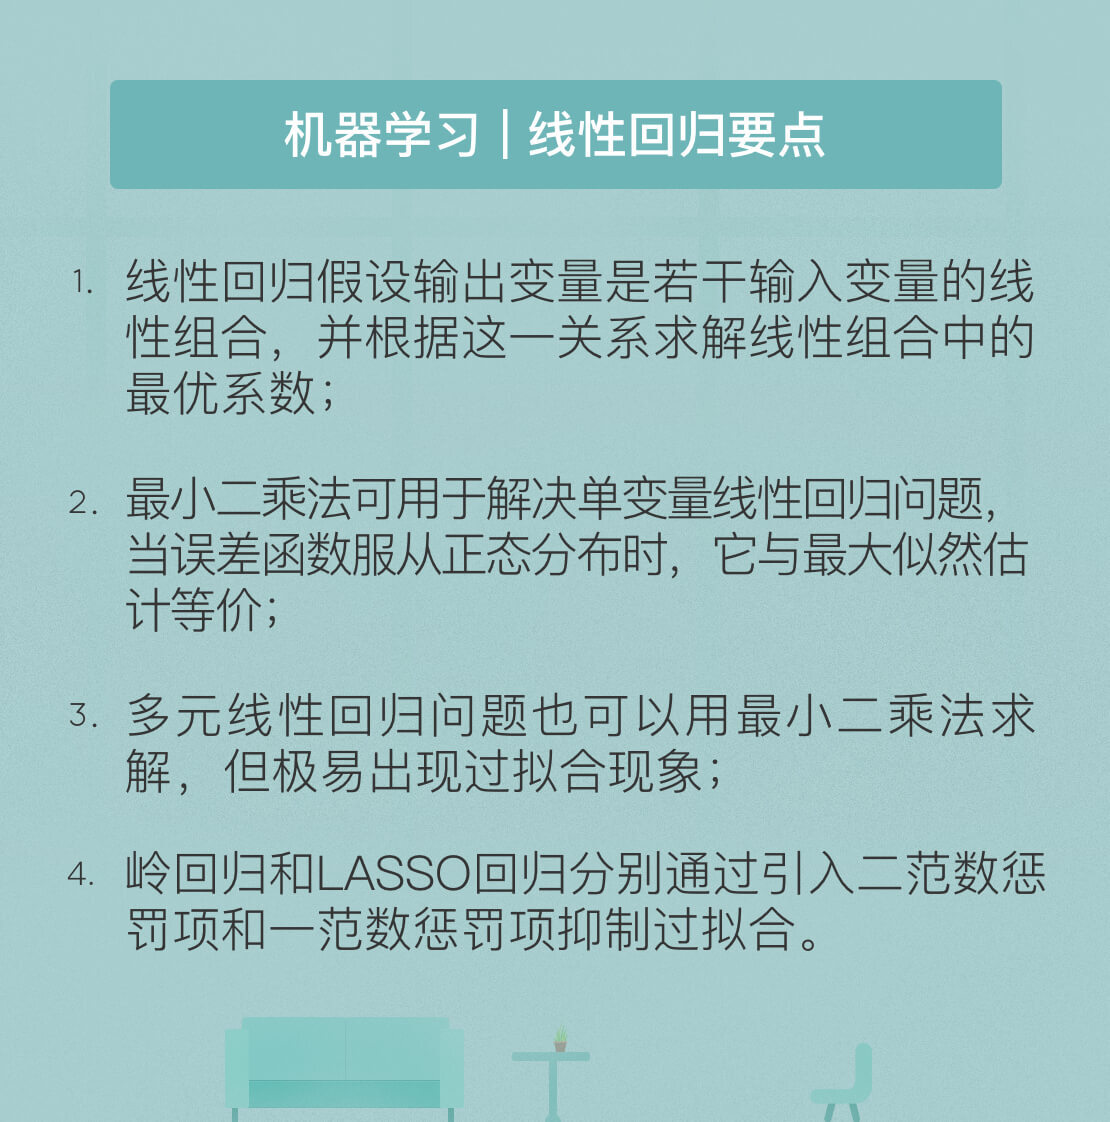 机器学习｜线性回归要点
1. 线性回归假设输出变量是若干输入变量的线
性组合，并根据这一关系求解线性组合中的
最优系数；
2. 最小二乘法可用于解决单变量线性回归问题，
当误差函数服从正态分布时，它与最大似然估
计等价；
3. 多元线性回归问题也可以用最小二乘法求
解，但极易出现过拟合现象；
4. 岭回归和LASSO回归分别通过引入二范数惩
罚项和一范数惩罚项抑制过拟合。